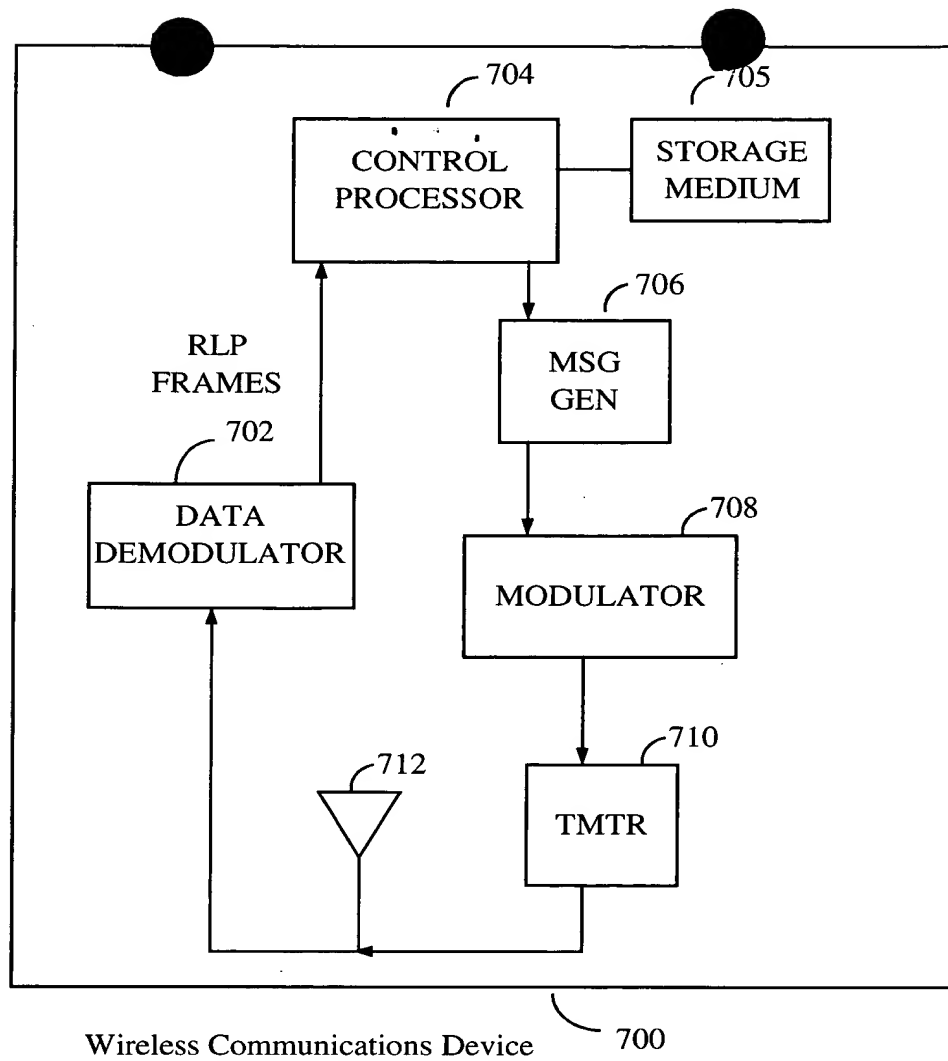 704
705
CONTROL
PROCESSOR
STORAGE
MEDIUM
706
MSG
GEN
RLP
FRAMES
702
DATA
DEMODULATOR
708
MODULATOR
710
TMTR
712
Wireless Communications Device
700